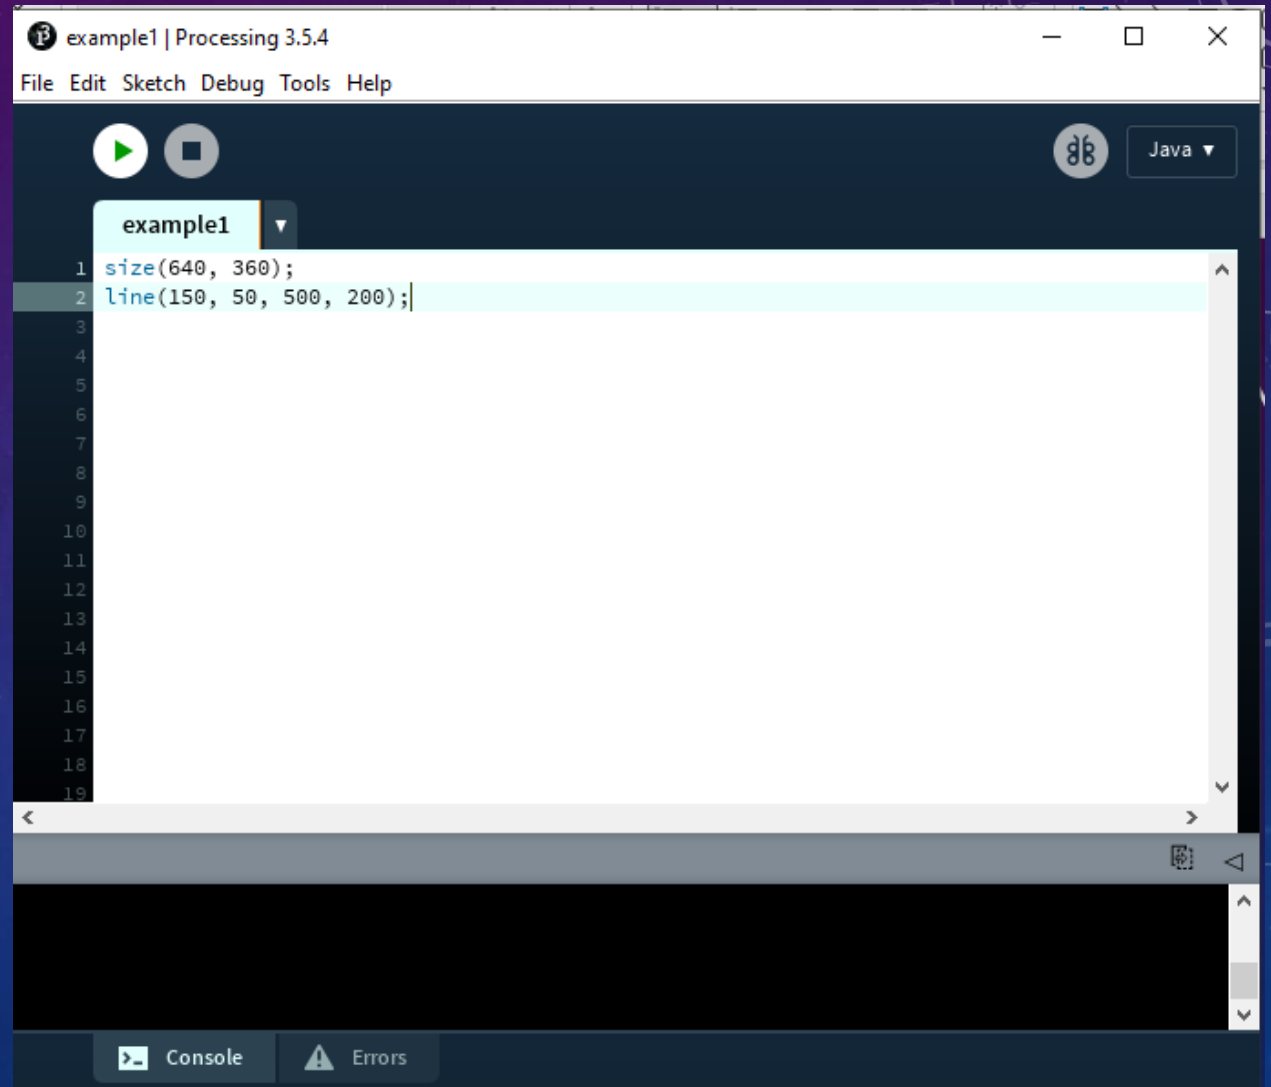 example1 | Processing 3.5.4
File Edit Sketch Debug Tools Help
Java ▼
example1 ▼
1 size(640, 360);
2 line(150, 50, 500, 200);
3
4
5
6
7
8
9
10
11
12
13
14
15
16
17
18
19
Console Errors